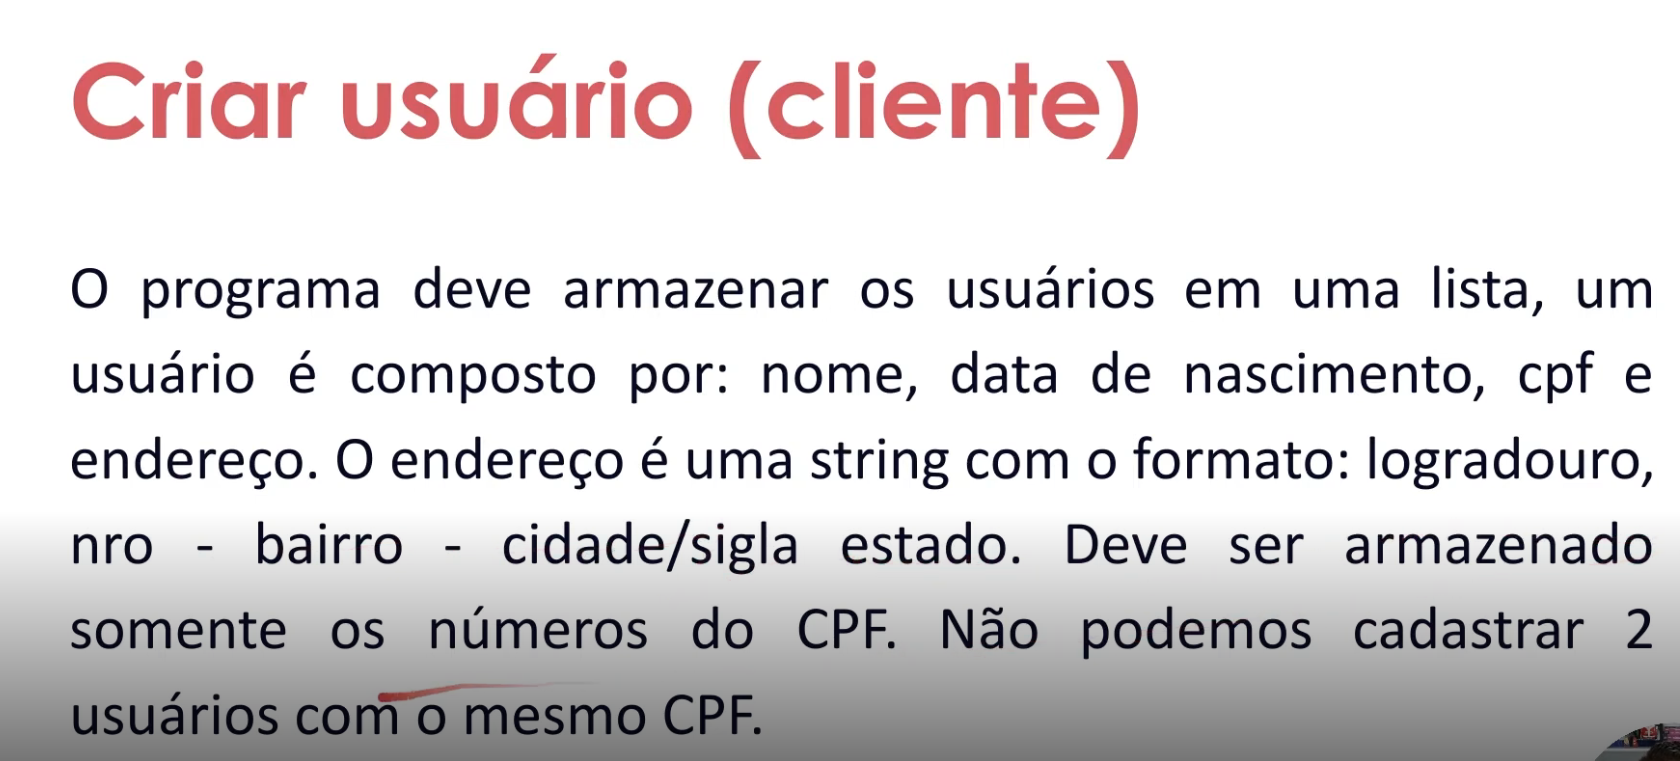 Criar usuário (cliente)
O programa deve armazenar os usuários em uma lista, um
usuário é composto por: nome, data de nascimento, cpf e
endereço. O endereço é uma string com o formato: logradouro,
nro - bairro - cidade/sigla estado. Deve ser armazenado
somente os números do CPF. Não podemos cadastrar 2
usuários com o mesmo CPF.